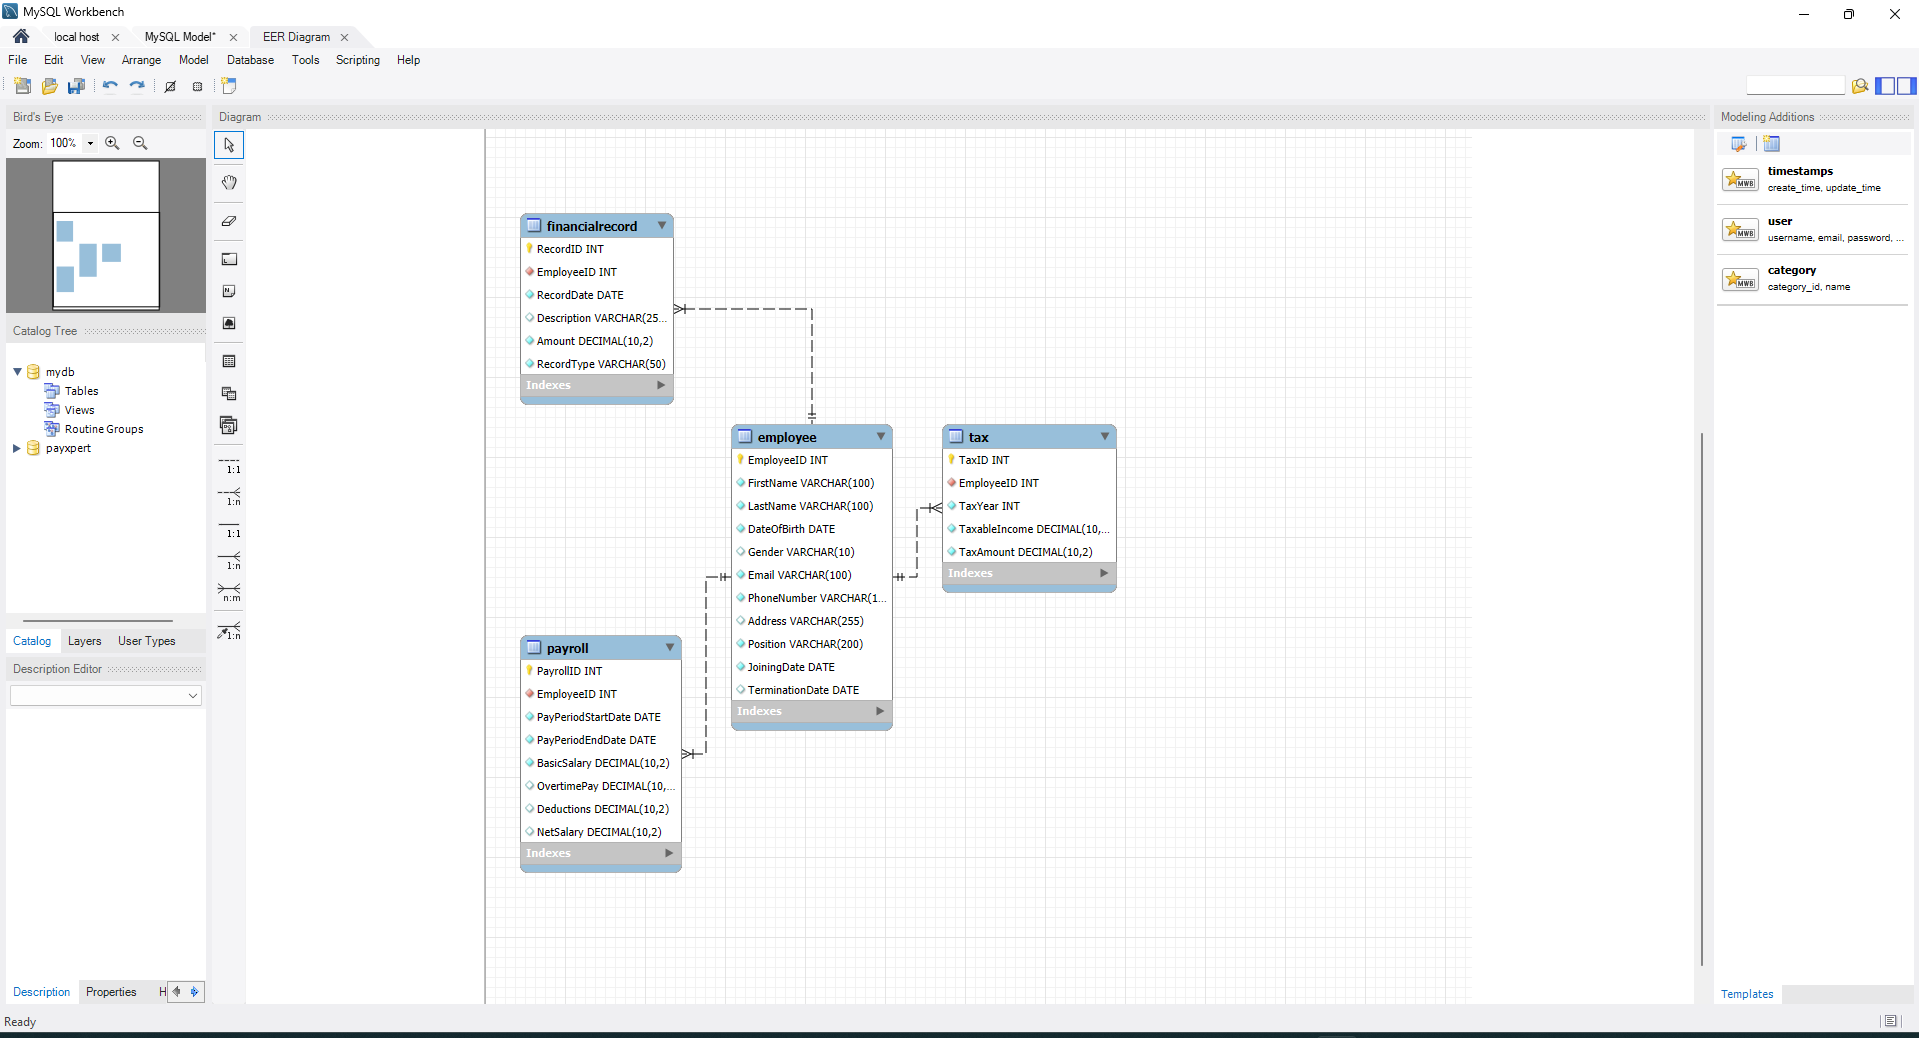 MySQL Workbench
local host
MySQL Model*
EER Diagram
File Edit View Arrange Model Database Tools Scripting Help
Bird's Eye
Zoom: 100%
Catalog Tree
mydb
Tables
Views
Routine Groups
payxpert
Catalog Layers User Types
Description Editor
Description Properties H
Ready
Diagram
1:1
1:n
1:1
1:n
n:m
1:n
financialrecord
RecordID INT
EmployeeID INT
RecordDate DATE
Description VARCHAR(25...
Amount DECIMAL(10,2)
RecordType VARCHAR(50)
Indexes
employee
EmployeeID INT
FirstName VARCHAR(100)
LastName VARCHAR(100)
DateOfBirth DATE
Gender VARCHAR(10)
Email VARCHAR(100)
PhoneNumber VARCHAR(1...
Address VARCHAR(255)
Position VARCHAR(200)
JoiningDate DATE
TerminationDate DATE
Indexes
tax
TaxID INT
EmployeeID INT
TaxYear INT
TaxableIncome DECIMAL(10,...
TaxAmount DECIMAL(10,2)
Indexes
payroll
PayrollID INT
EmployeeID INT
PayPeriodStartDate DATE
PayPeriodEndDate DATE
BasicSalary DECIMAL(10,2)
OvertimePay DECIMAL(10,...
Deductions DECIMAL(10,2)
NetSalary DECIMAL(10,2)
Indexes
Modeling Additions
MWB
timestamps
create_time, update_time
MWB
user
username, email, password, ...
MWB
category
category_id, name
Templates